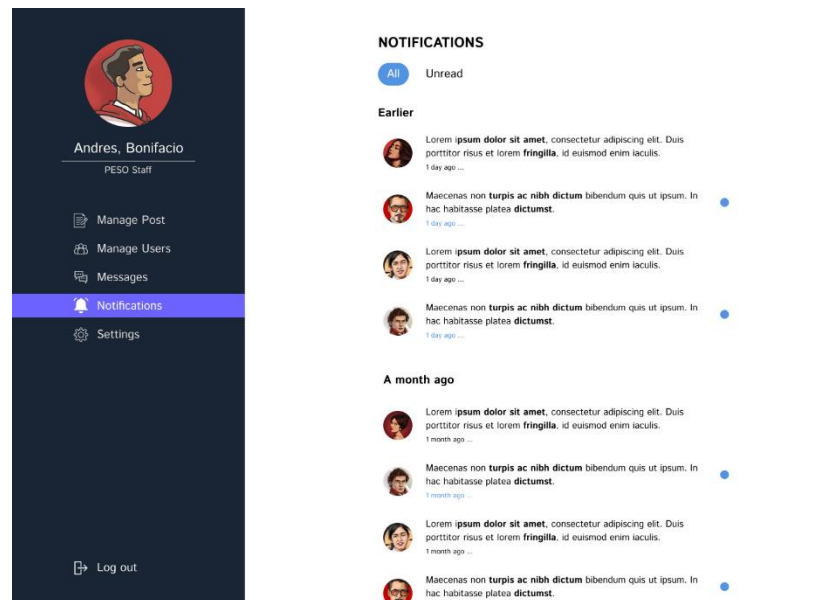 Andres, Bonifacio
PESO Staff
Manage Post
Manage Users
Messages
Notifications
Settings
Log out
NOTIFICATIONS
All Unread
Earlier
Lorem ipsum dolor sit amet, consectetur adipiscing elit. Duis
porttitor risus et lorem fringilla, id euismod enim iaculis.
1 day ago ...
Maecenas non turpis ac nibh dictum bibendum quis ut ipsum. In
hac habitasse platea dictumst.
1 day ago ...
Lorem ipsum dolor sit amet, consectetur adipiscing elit. Duis
porttitor risus et lorem fringilla, id euismod enim iaculis.
1 day ago ...
Maecenas non turpis ac nibh dictum bibendum quis ut ipsum. In
hac habitasse platea dictumst.
1 day ago ...
A month ago
Lorem ipsum dolor sit amet, consectetur adipiscing elit. Duis
porttitor risus et lorem fringilla, id euismod enim iaculis.
1 month ago ...
Maecenas non turpis ac nibh dictum bibendum quis ut ipsum. In
hac habitasse platea dictumst.
1 month ago ...
Lorem ipsum dolor sit amet, consectetur adipiscing elit. Duis
porttitor risus et lorem fringilla, id euismod enim iaculis.
1 month ago ...
Maecenas non turpis ac nibh dictum bibendum quis ut ipsum. In
hac habitasse platea dictumst.